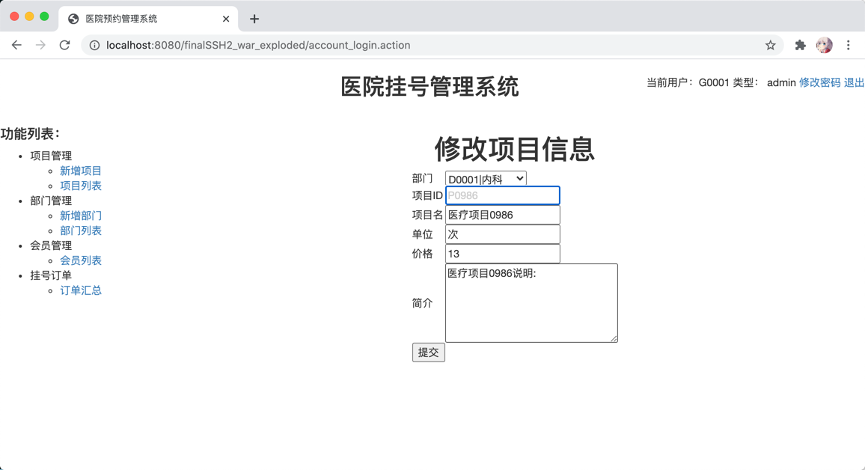 医院预约管理系统
localhost:8080/finalSSH2_war_exploded/account_login.action
医院挂号管理系统
当前用户：G0001 类型： admin 修改密码 退出
功能列表：
项目管理
新增项目
项目列表
部门管理
新增部门
部门列表
会员管理
会员列表
挂号订单
订单汇总
修改项目信息
部门 D0001|内科
项目ID P0986
项目名 医疗项目0986
单位 次
价格 13
简介 医疗项目0986说明:
提交